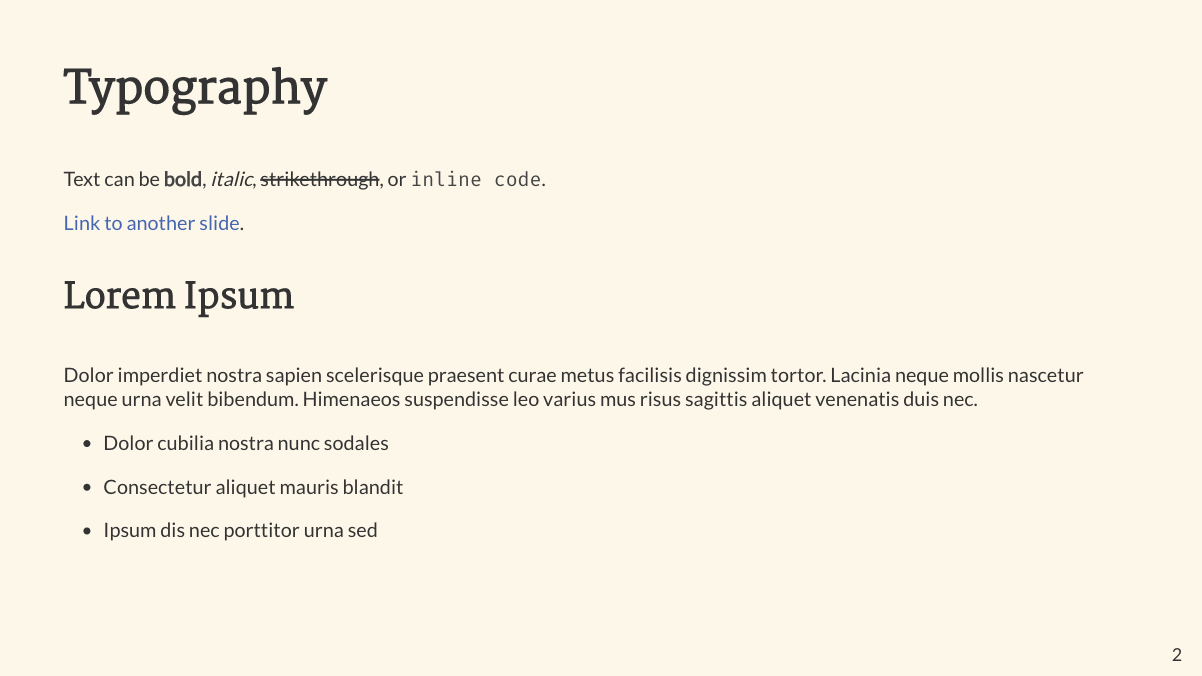 Typography
Text can be bold, italic, strikethrough, or inline code.
Link to another slide.
Lorem Ipsum
Dolor imperdiet nostra sapien scelerisque praesent curae metus facilisis dignissim tortor. Lacinia neque mollis nascetur
neque urna velit bibendum. Himenaeos suspendisse leo varius mus risus sagittis aliquet venenatis duis nec.
• Dolor cubilia nostra nunc sodales
• Consectetur aliquet mauris blandit
• Ipsum dis nec porttitor urna sed
2